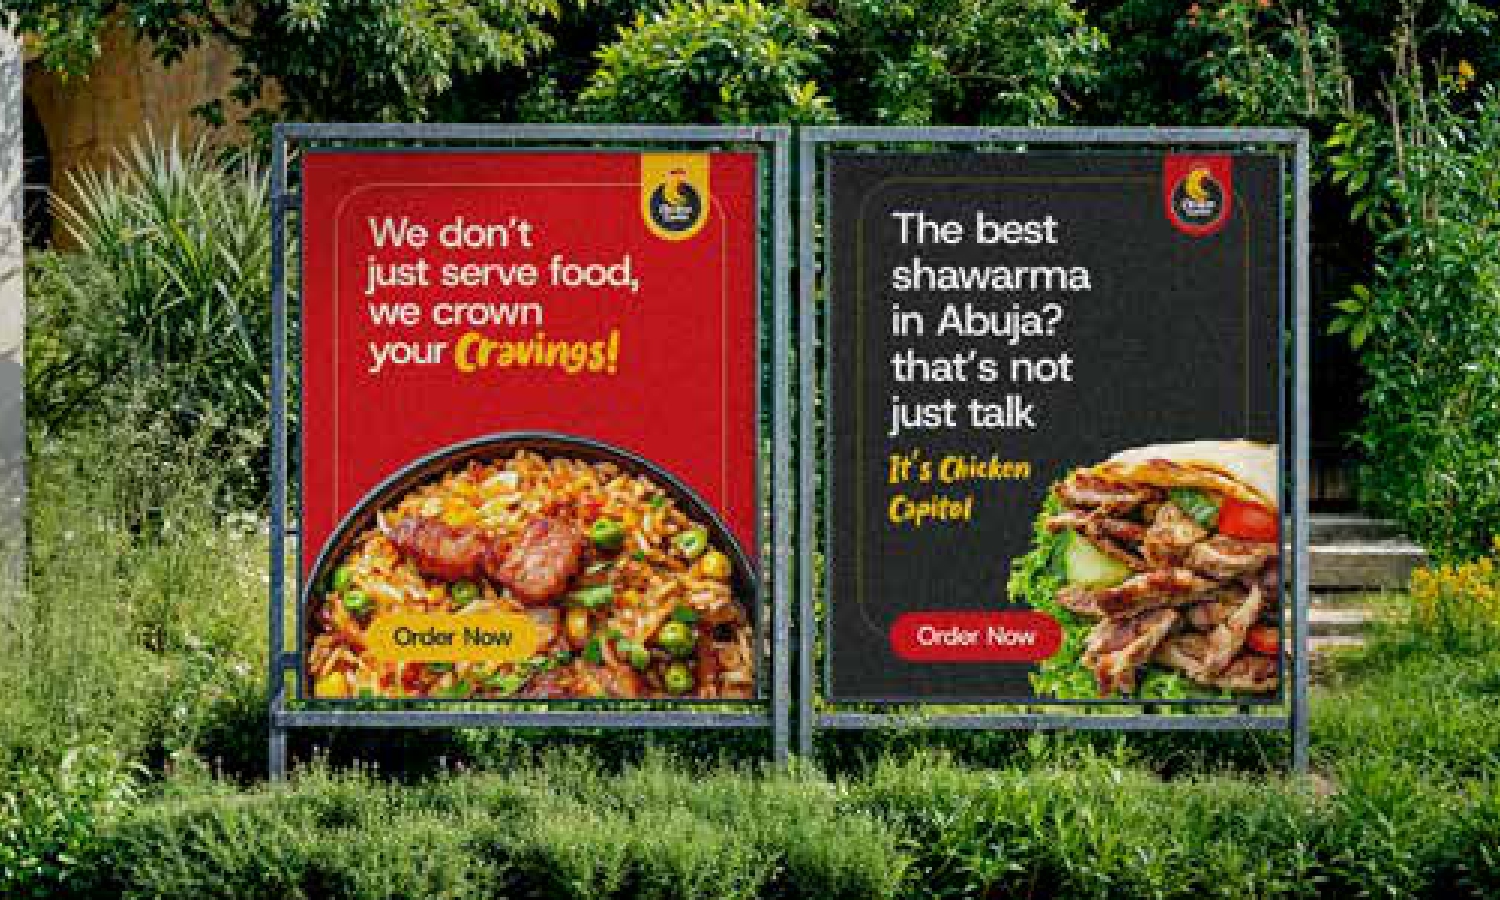 We don't
just serve food,
we crown
your Cravings!
Order Now
The best
shawarma
in Abuja?
that's not
just talk
It's Chicken
Capitol
Order Now